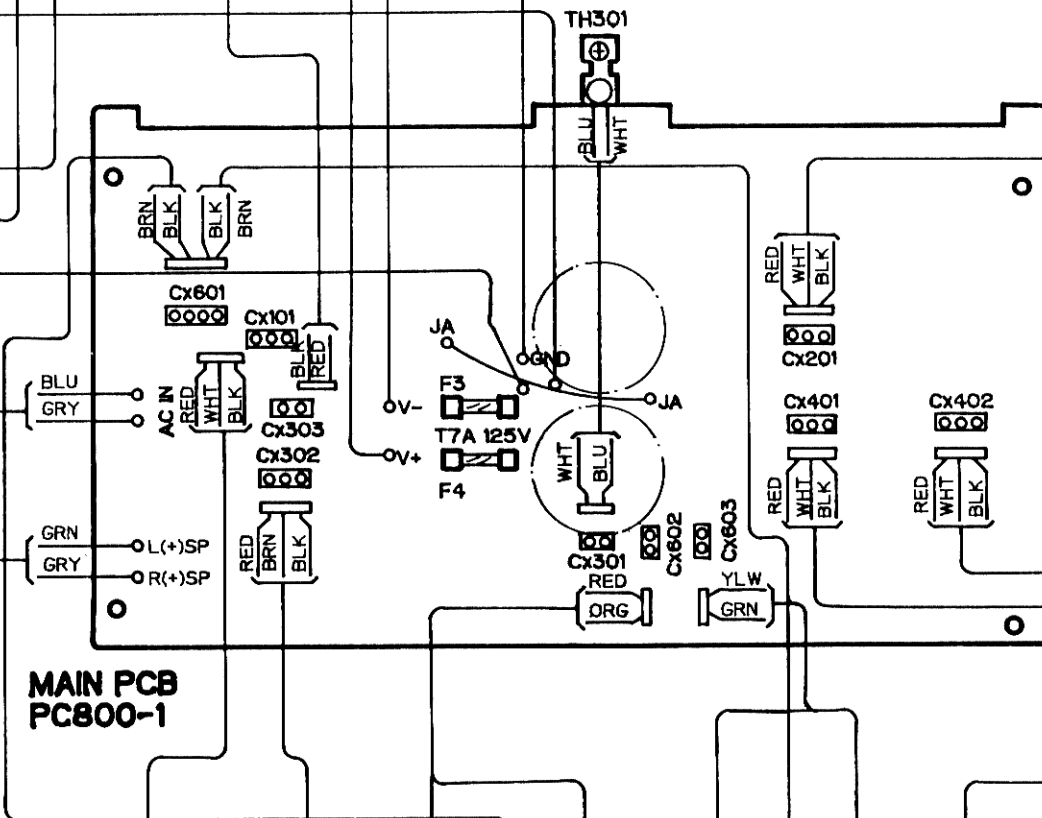 TH301
BLU
WHT
BRN
BLK
BLK
BRN
RED
WHT
BLK
Cx601
Cx101
Cx201
BLK
RED
JA
GND
JA
BLU
GRY
AC IN
RED
WHT
BLK
F3
V-
T7A 125V
V+
F4
Cx303
Cx302
Cx401
Cx402
WHT
BLU
RED
WHT
BLK
RED
WHT
BLK
GRN
L(+)SP
GRY
R(+)SP
RED
BRN
BLK
Cx301
Cx602
Cx603
RED
ORG
YLW
GRN
MAIN PCB
PC800-1